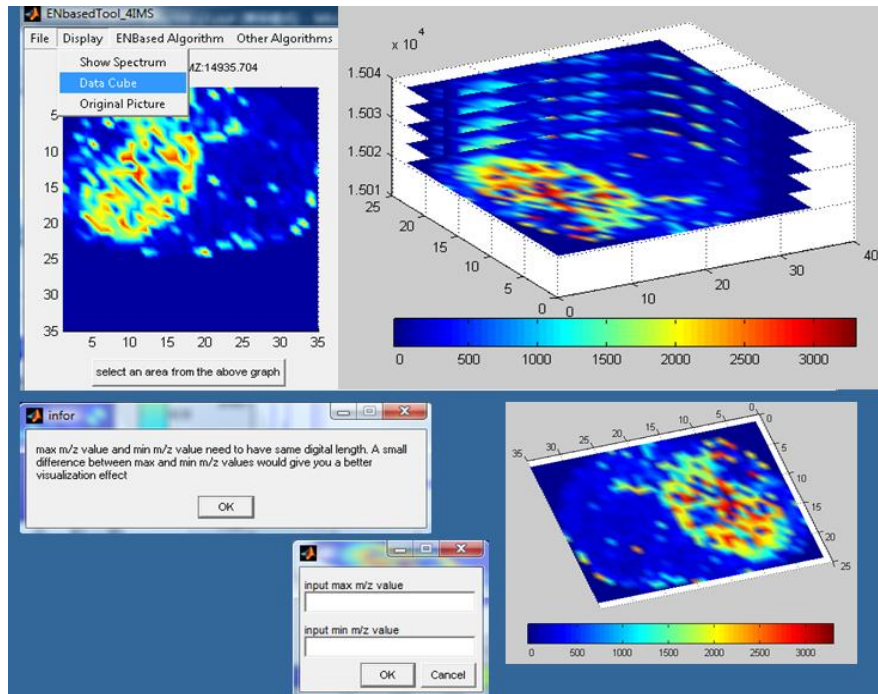 ENbasedTool_4IMS
File Display ENBased Algorithm Other Algorithms
Show Spectrum
Data Cube
Original Picture
MZ:14935.704
5
10
15
20
25
30
35
5 10 15 20 25 30 35
select an area from the above graph
x 10^4
1.504
1.503
1.502
1.501
25
20
15
10
5
0
0 10 20 30 40
0 500 1000 1500 2000 2500 3000
infor
max m/z value and min m/z value need to have same digital length. A small
difference between max and min m/z values would give you a better
visualization effect
OK
input max m/z value
input min m/z value
OK Cancel
35 30 25 20 15 10 5 0
0
5
10
15
20
25
0 500 1000 1500 2000 2500 3000